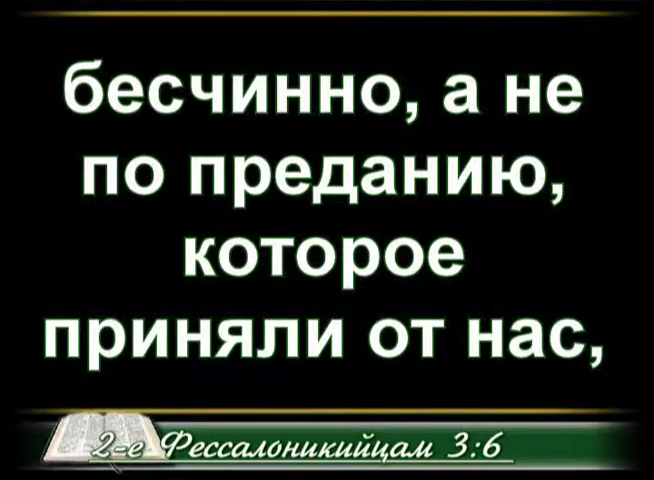 бесчинно, а не
по преданию,
которое
приняли от нас,
2-е Фессалоникийцам 3:6